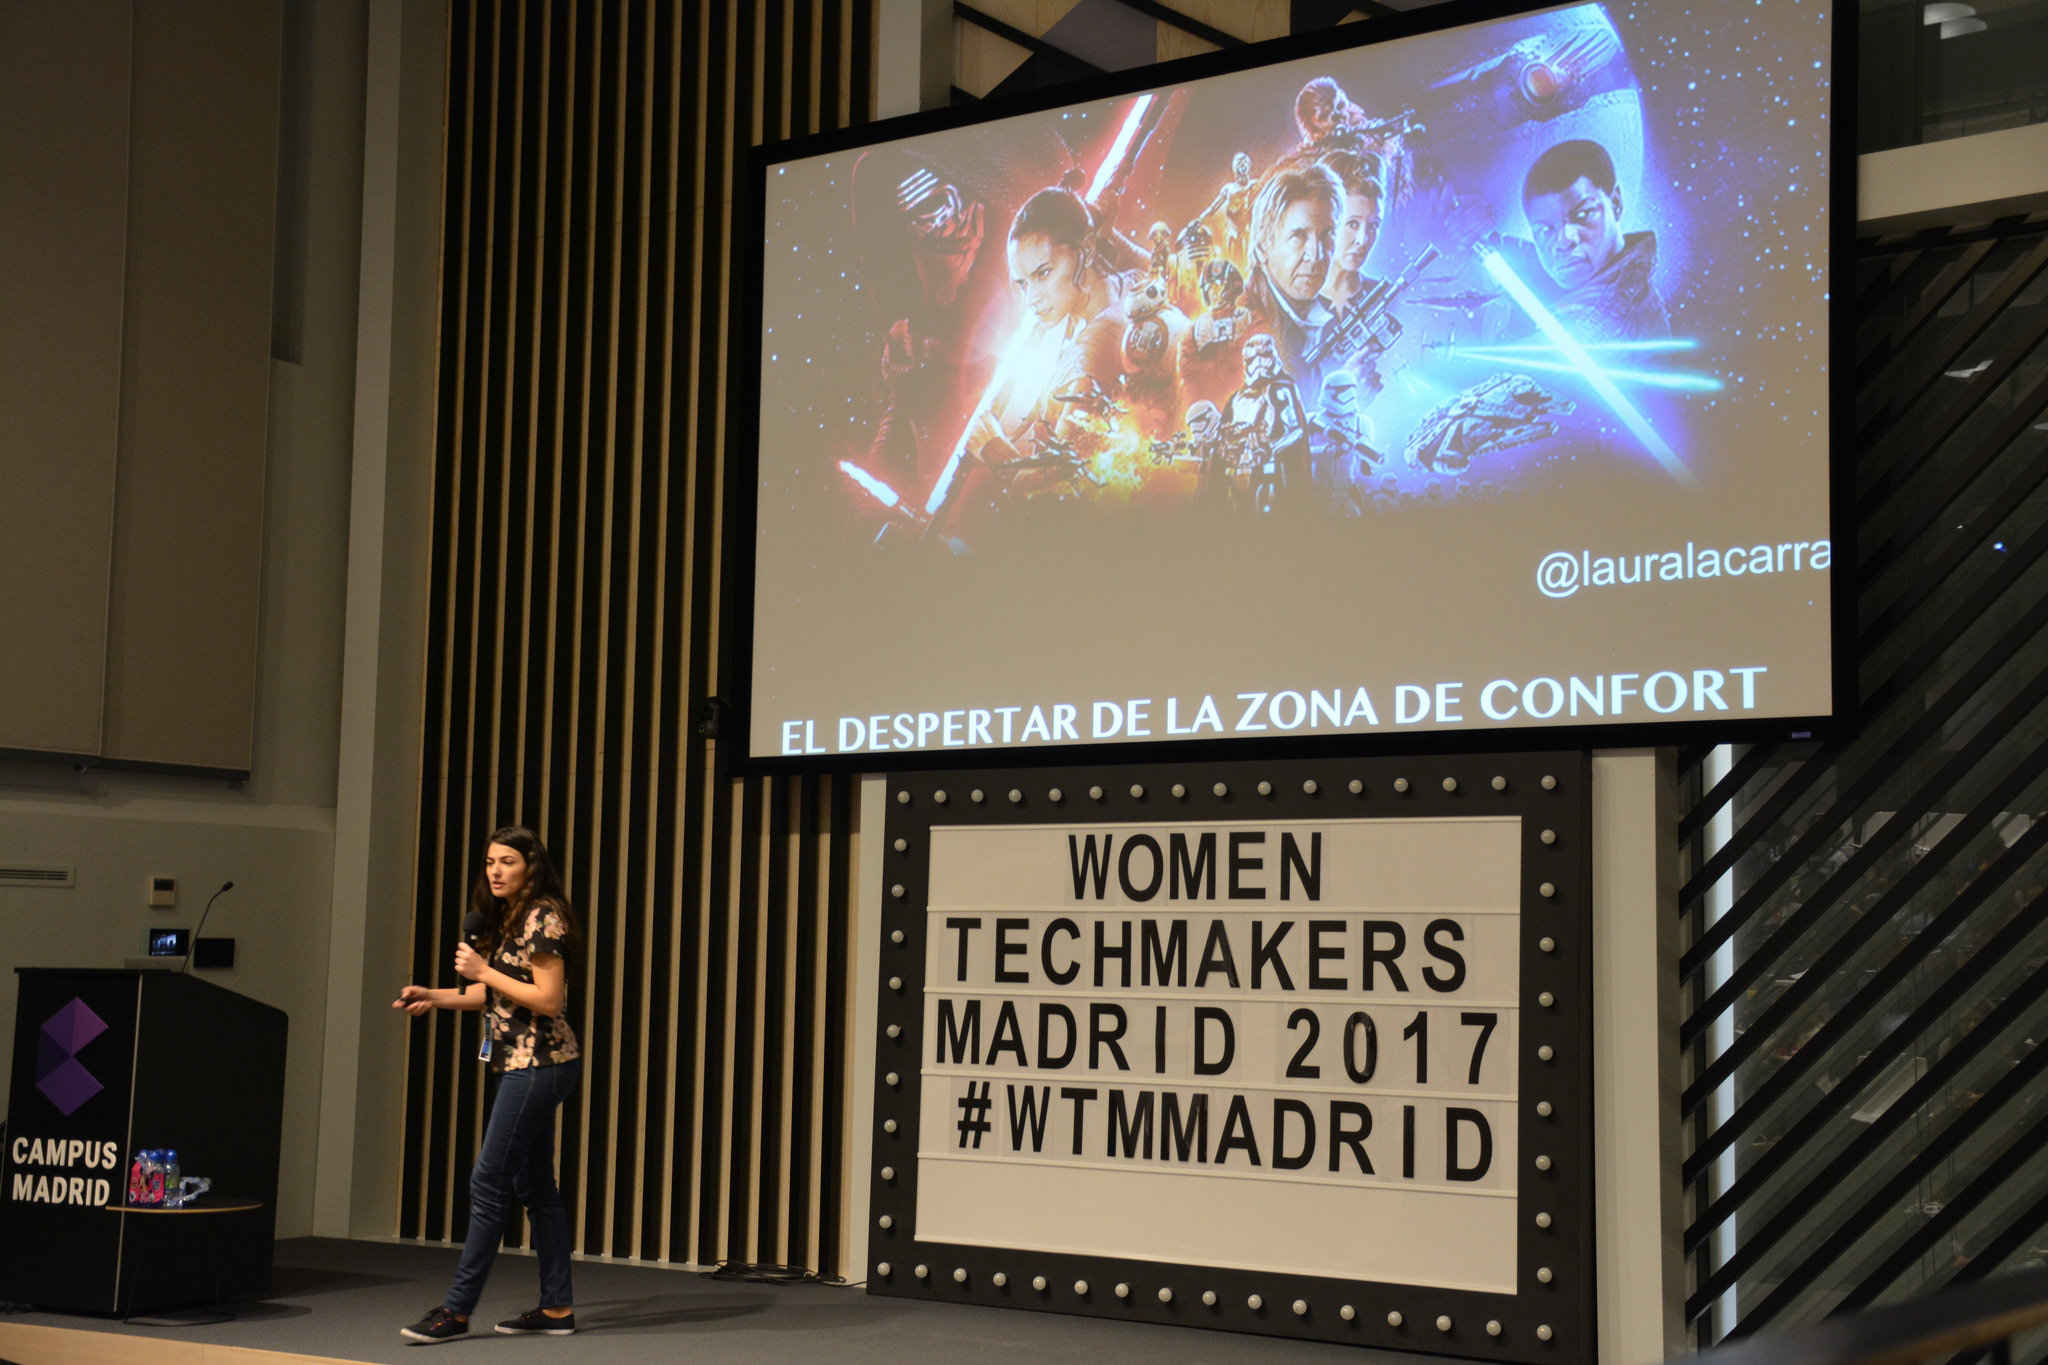 @lauralacarra
EL DESPERTAR DE LA ZONA DE CONFORT
WOMEN
TECHMAKERS
MADRID 2017
#WTMMADRID
CAMPUS
MADRID